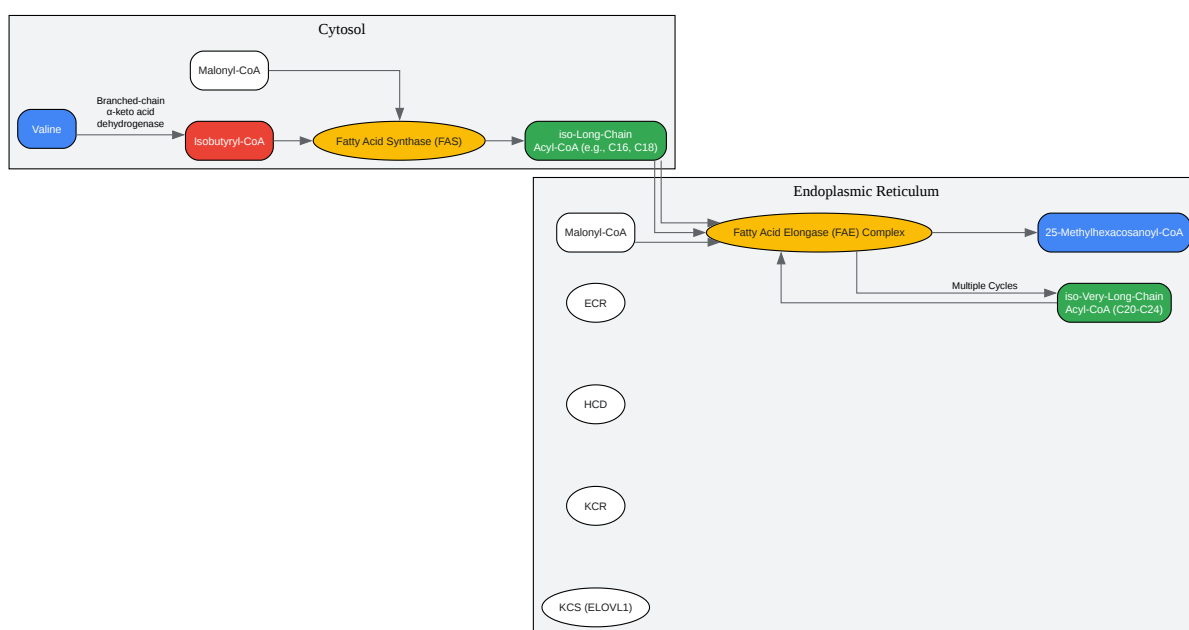 Cytosol
Malonyl-CoA
Branched-chain
α-keto acid
dehydrogenase
Valine
Isobutyryl-CoA
Fatty Acid Synthase (FAS)
iso-Long-Chain
Acyl-CoA (e.g., C16, C18)
Endoplasmic Reticulum
Malonyl-CoA
Fatty Acid Elongase (FAE) Complex
25-Methylhexacosanoyl-CoA
Multiple Cycles
iso-Very-Long-Chain
Acyl-CoA (C20-C24)
ECR
HCD
KCR
KCS (ELOVL1)